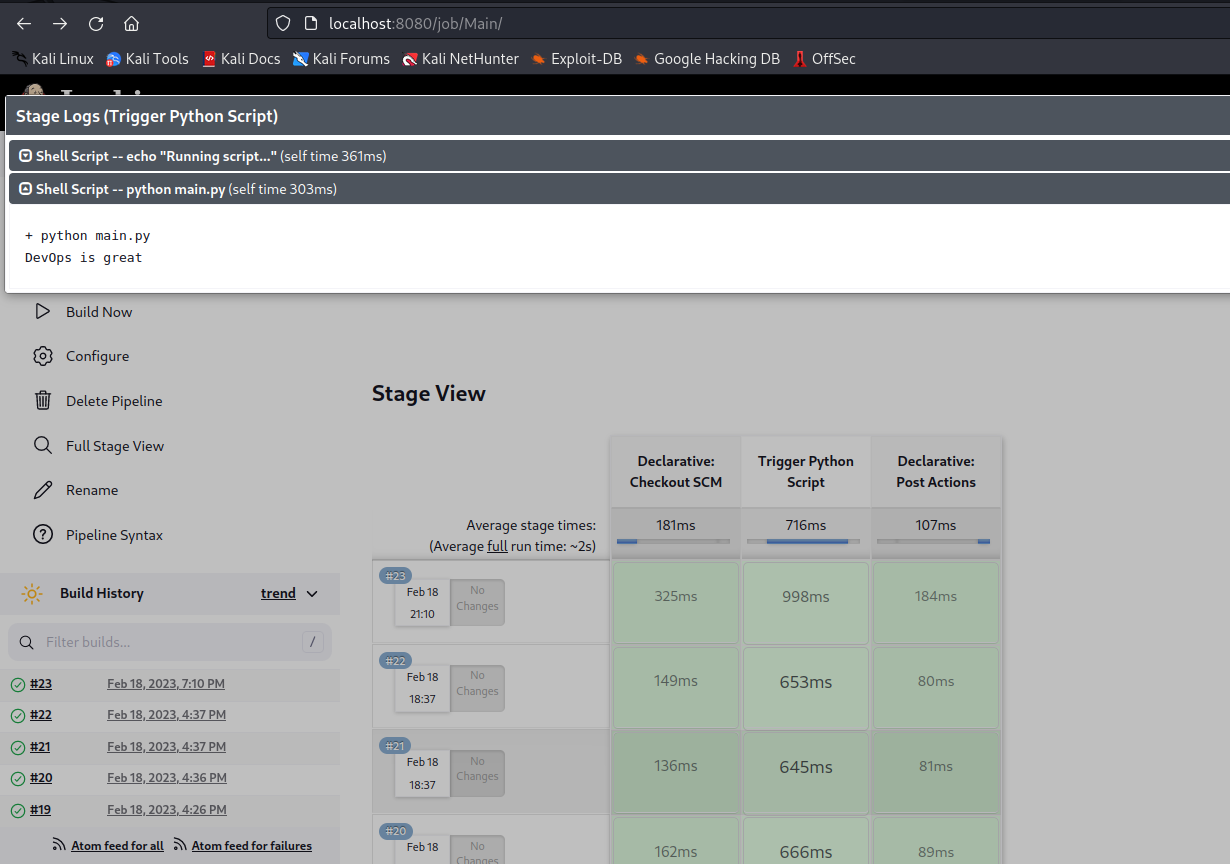 localhost:8080/job/Main/
Kali Linux Kali Tools Kali Docs Kali Forums Kali NetHunter Exploit-DB Google Hacking DB OffSec
Stage Logs (Trigger Python Script)
Shell Script -- echo "Running script..." (self time 361ms)
Shell Script -- python main.py (self time 303ms)
+ python main.py
DevOps is great
Build Now
Configure
Delete Pipeline
Full Stage View
Rename
Pipeline Syntax
Build History trend
Filter builds... /
#23 Feb 18, 2023, 7:10 PM
#22 Feb 18, 2023, 4:37 PM
#21 Feb 18, 2023, 4:37 PM
#20 Feb 18, 2023, 4:36 PM
#19 Feb 18, 2023, 4:26 PM
Atom feed for all Atom feed for failures
Stage View
Declarative: Trigger Python Declarative:
Checkout SCM Script Post Actions
Average stage times: 181ms 716ms 107ms
(Average full run time: ~2s)
#23
Feb 18 No
21:10 Changes
325ms 998ms 184ms
#22
Feb 18 No
18:37 Changes
149ms 653ms 80ms
#21
Feb 18 No
18:37 Changes
136ms 645ms 81ms
#20
Feb 18 No
Changes
162ms 666ms 89ms